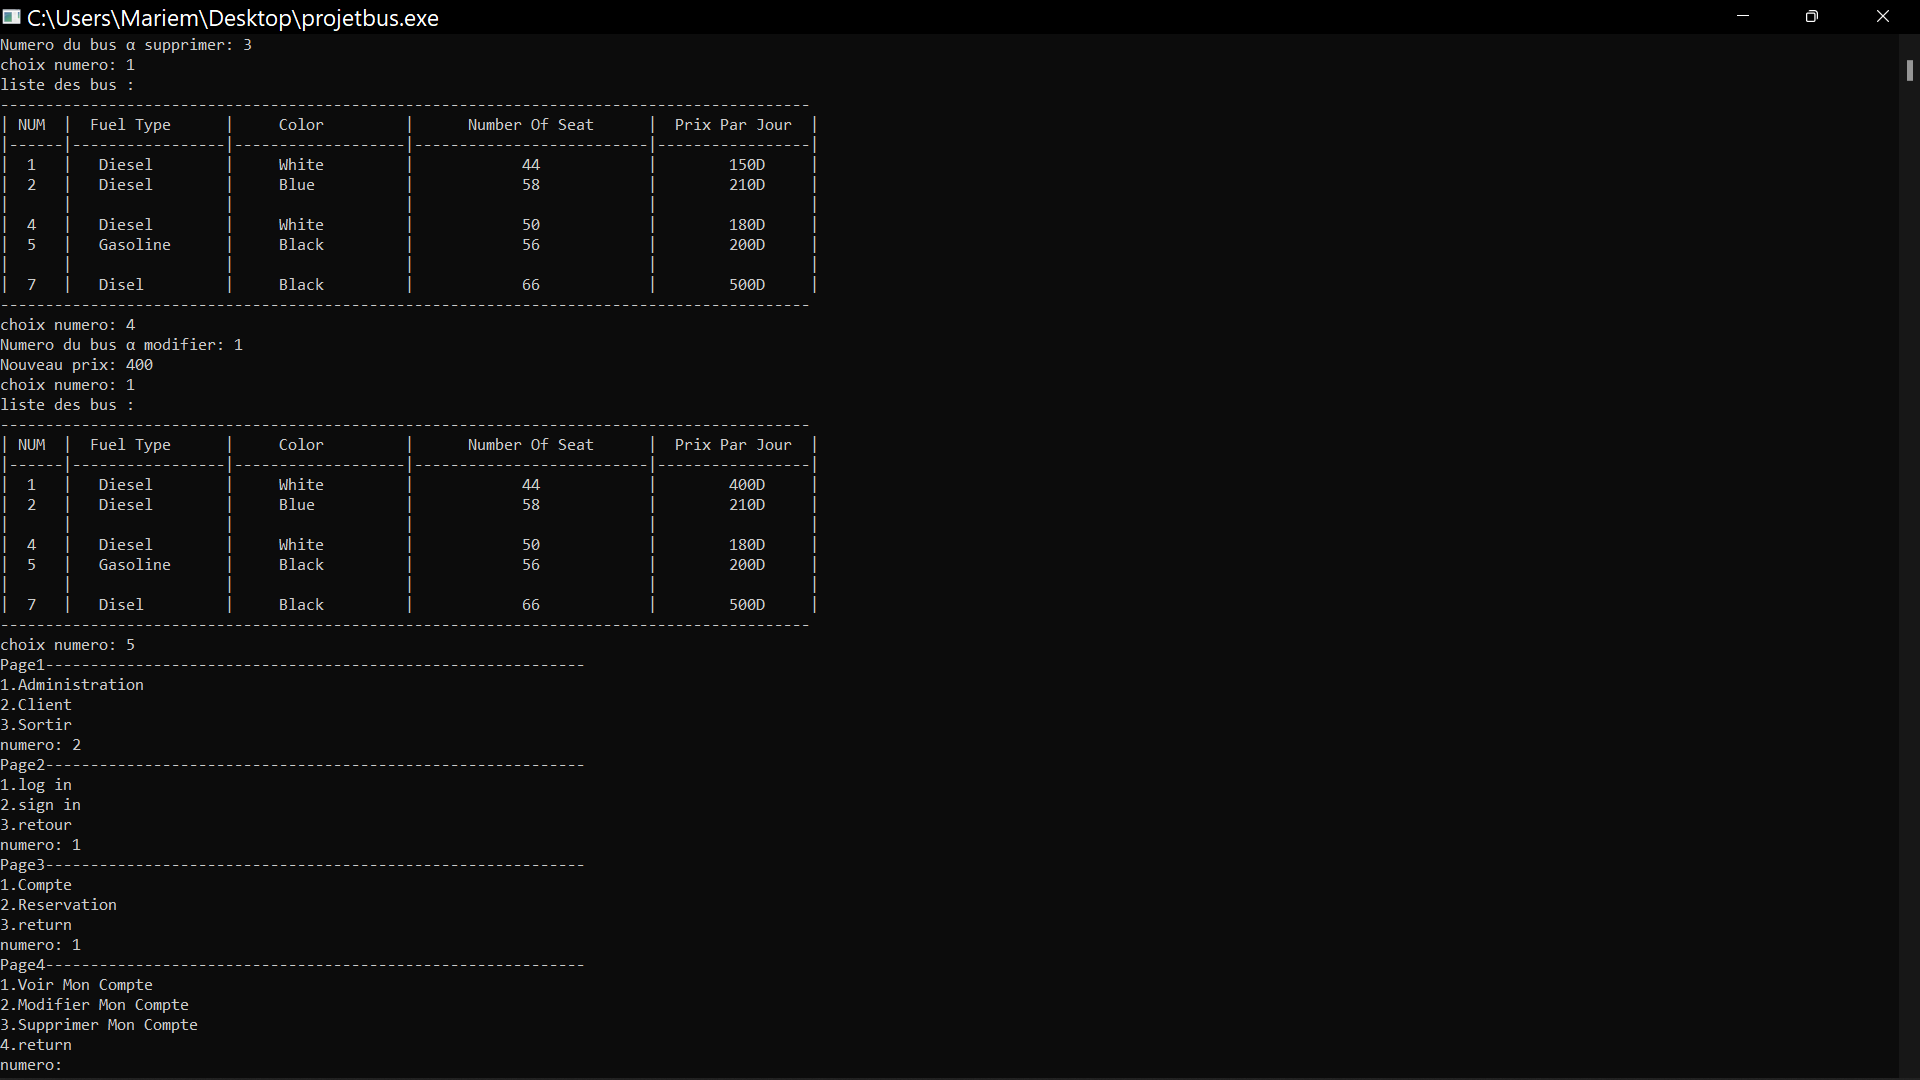 C:\Users\Mariem\Desktop\projetbus.exe
Numero du bus α supprimer: 3
choix numero: 1
liste des bus :
------------------------------------------------------------------------------------------
| NUM  |  Fuel Type      |     Color         |      Number Of Seat      |  Prix Par Jour  |
|------|-----------------|-------------------|--------------------------|-----------------|
|  1   |   Diesel        |     White         |            44            |        150D     |
|  2   |   Diesel        |     Blue          |            58            |        210D     |
|      |                 |                   |                          |                 |
|  4   |   Diesel        |     White         |            50            |        180D     |
|  5   |   Gasoline      |     Black         |            56            |        200D     |
|      |                 |                   |                          |                 |
|  7   |   Disel         |     Black         |            66            |        500D     |
------------------------------------------------------------------------------------------
choix numero: 4
Numero du bus α modifier: 1
Nouveau prix: 400
choix numero: 1
liste des bus :
------------------------------------------------------------------------------------------
| NUM  |  Fuel Type      |     Color         |      Number Of Seat      |  Prix Par Jour  |
|------|-----------------|-------------------|--------------------------|-----------------|
|  1   |   Diesel        |     White         |            44            |        400D     |
|  2   |   Diesel        |     Blue          |            58            |        210D     |
|      |                 |                   |                          |                 |
|  4   |   Diesel        |     White         |            50            |        180D     |
|  5   |   Gasoline      |     Black         |            56            |        200D     |
|      |                 |                   |                          |                 |
|  7   |   Disel         |     Black         |            66            |        500D     |
------------------------------------------------------------------------------------------
choix numero: 5
Page1------------------------------------------------------------
1.Administration
2.Client
3.Sortir
numero: 2
Page2------------------------------------------------------------
1.log in
2.sign in
3.retour
numero: 1
Page3------------------------------------------------------------
1.Compte
2.Reservation
3.return
numero: 1
Page4------------------------------------------------------------
1.Voir Mon Compte
2.Modifier Mon Compte
3.Supprimer Mon Compte
4.return
numero: